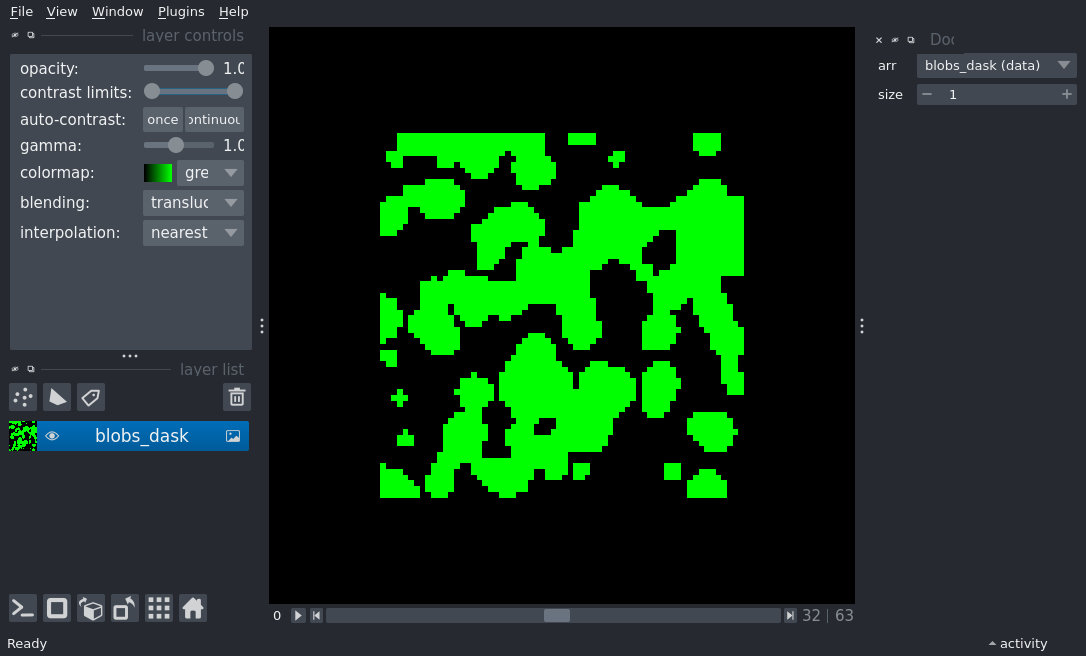 File View Window Plugins Help
layer controls
opacity: 1.0
contrast limits:
auto-contrast: once ontinuou
gamma: 1.0
colormap: gre
blending: transluc
interpolation: nearest
layer list
blobs_dask
0 32 | 63
Ready
Doc
arr blobs_dask (data)
size − 1 +
activity